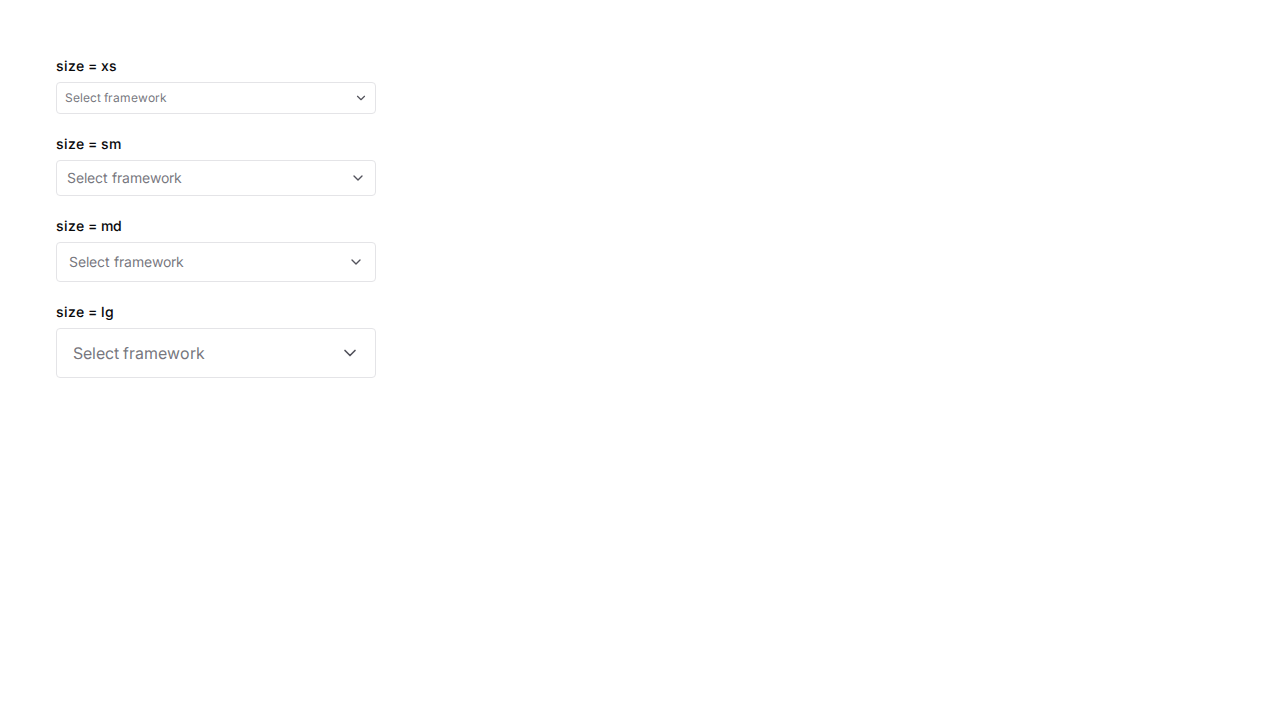 size = xs
Select framework
size = sm
Select framework
size = md
Select framework
size = lg
Select framework